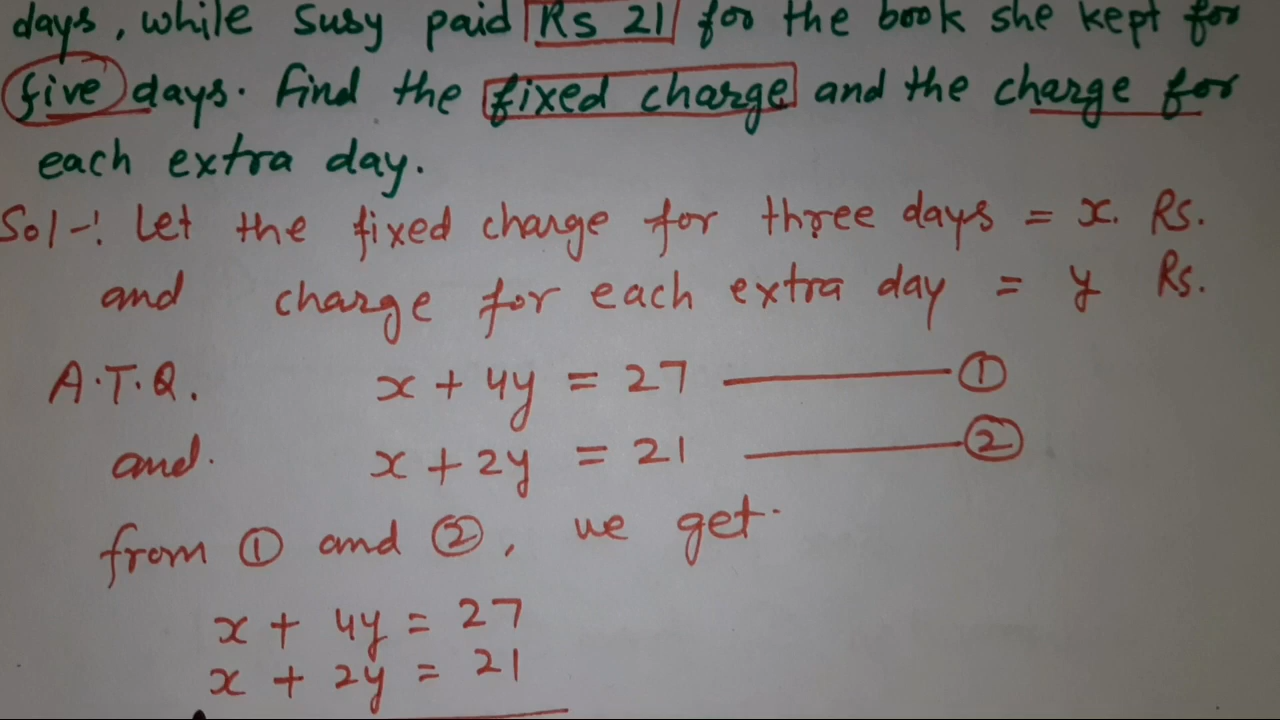 days, while Susy paid Rs 21 for the book she kept for
five days. Find the fixed charge and the charge for
each extra day.
Sol-: Let the fixed charge for three days = x. Rs.
and charge for each extra day = y Rs.
A.T.Q. x + 4y = 27 ①
and. x + 2y = 21 ②
from ① and ②, we get.
x + 4y = 27
x + 2y = 21